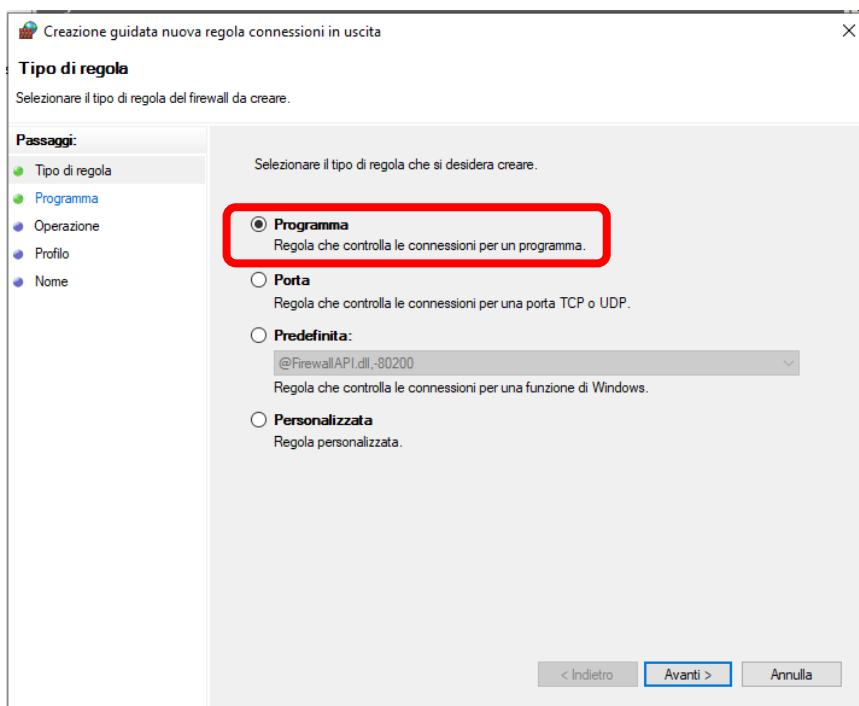 Creazione guidata nuova regola connessioni in uscita
Tipo di regola
Selezionare il tipo di regola del firewall da creare.
Passaggi:
Tipo di regola
Programma
Operazione
Profilo
Nome
Selezionare il tipo di regola che si desidera creare.
Programma
Regola che controlla le connessioni per un programma.
Porta
Regola che controlla le connessioni per una porta TCP o UDP.
Predefinita:
@FirewallAPI.dll,-80200
Regola che controlla le connessioni per una funzione di Windows.
Personalizzata
Regola personalizzata.
< Indietro
Avanti >
Annulla